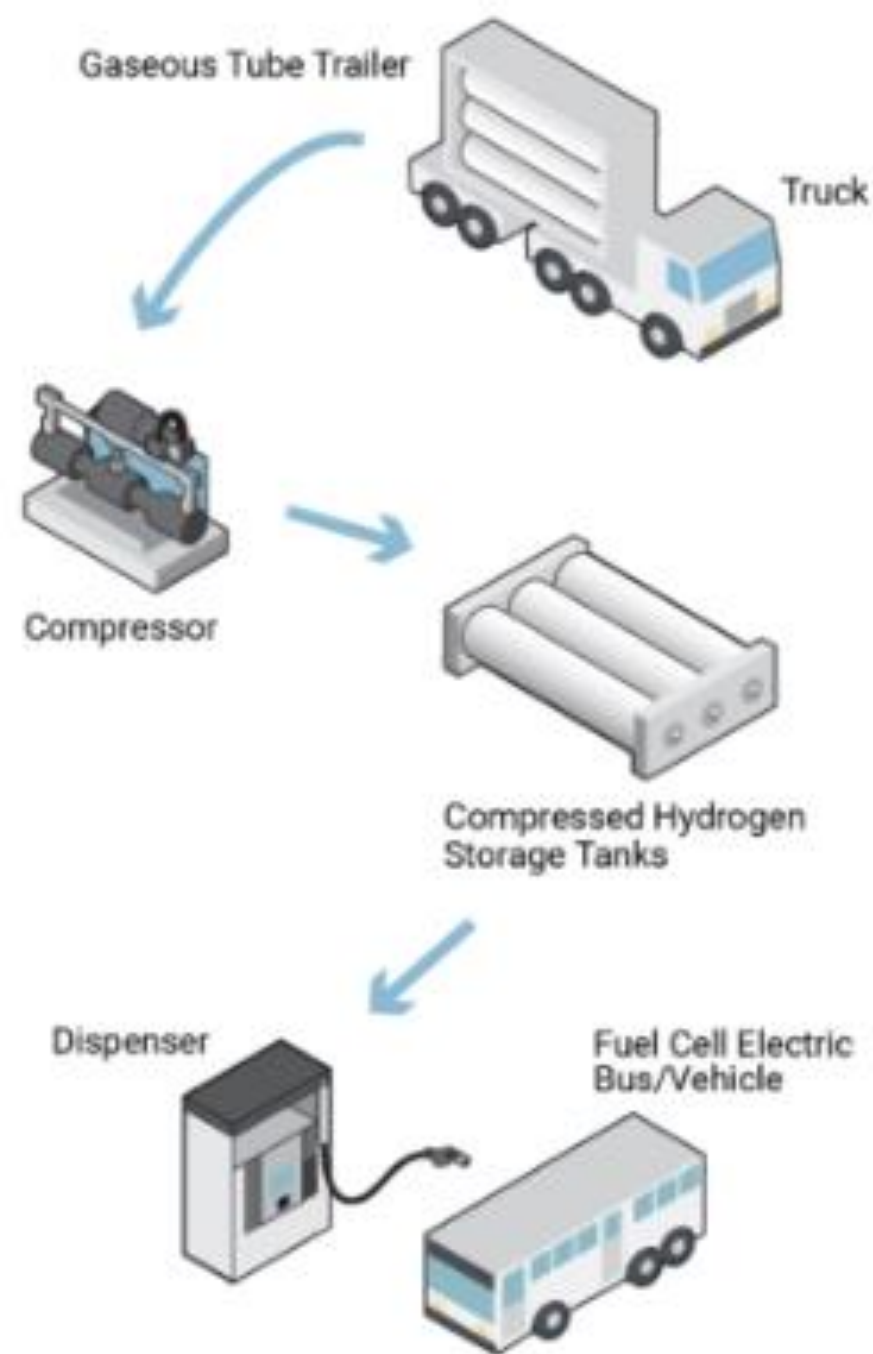 Gaseous Tube Trailer
Truck
Compressor
Compressed Hydrogen
Storage Tanks
Dispenser
Fuel Cell Electric
Bus/Vehicle